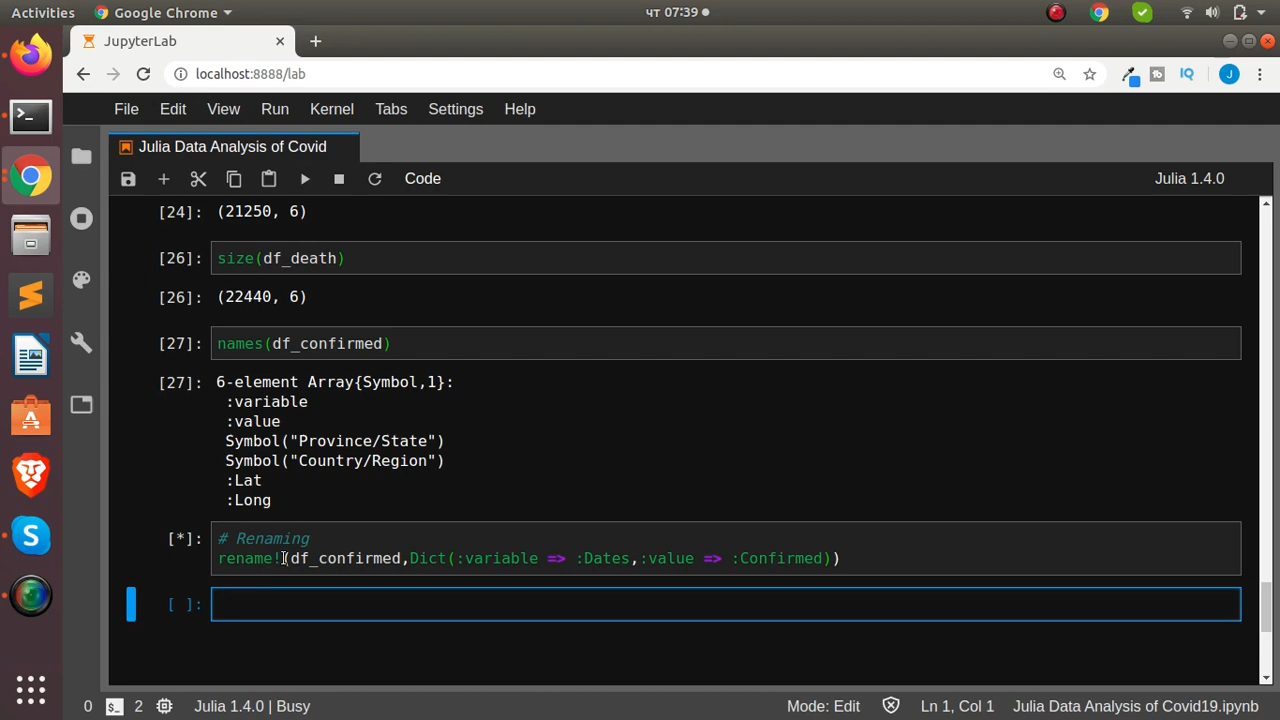 Activities
Google Chrome
чт 07:39
JupyterLab
localhost:8888/lab
IQ
J
File Edit View Run Kernel Tabs Settings Help
Julia Data Analysis of Covid
Code
Julia 1.4.0
[24]: (21250, 6)
[26]: size(df_death)
[26]: (22440, 6)
[27]: names(df_confirmed)
[27]: 6-element Array{Symbol,1}:
:variable
:value
Symbol("Province/State")
Symbol("Country/Region")
:Lat
:Long
[*]: # Renaming
rename!(df_confirmed,Dict(:variable => :Dates,:value => :Confirmed))
[ ]:
0 $_ 2 Julia 1.4.0 | Busy Mode: Edit Ln 1, Col 1 Julia Data Analysis of Covid19.ipynb